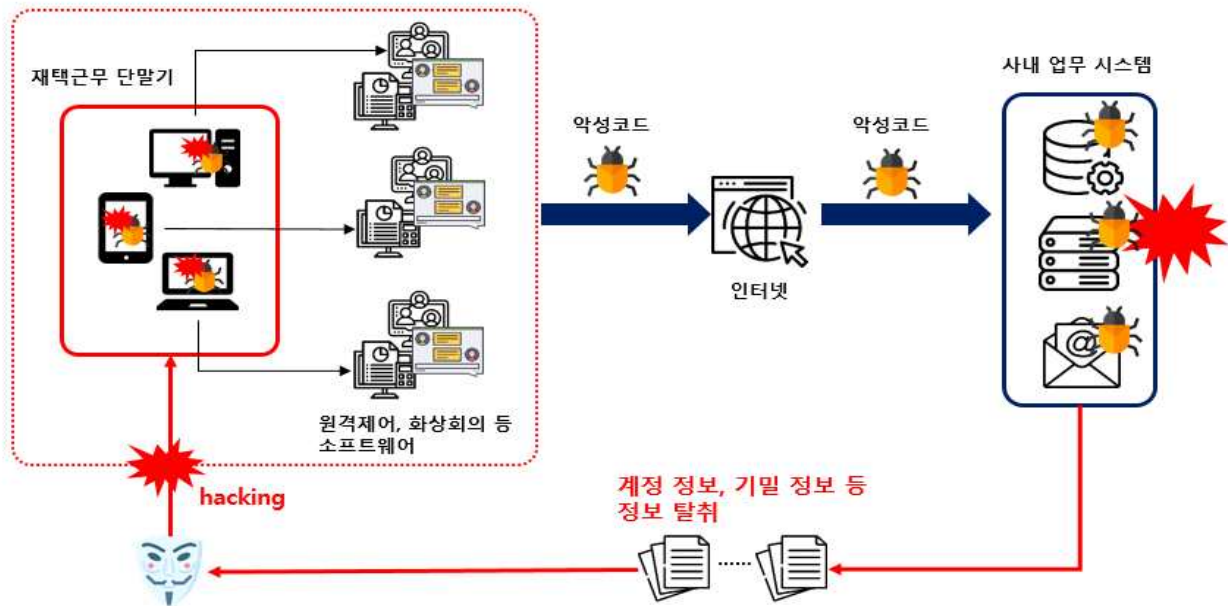 재택근무 단말기
원격제어, 화상회의 등
소프트웨어
악성코드
인터넷
악성코드
사내 업무 시스템
@
계정 정보, 기밀 정보 등
정보 탈취
......
hacking